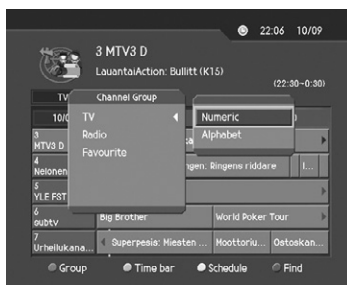 22:06 10/09
3 MTV3 D
LauantaiAction: Bullitt (K15)
(22:30~0:30)
TV
Channel Group
10/0
TV
Radio
Favourite
Numeric
Alphabet
3
MTV3 D
4
Nelonen
ngen: Ringens riddare
I...
5
YLE FST
6
subtv
Big Brother
World Poker Tour
7
Urheilukana...
Superpesis: Miesten ...
Moottoriu...
Ostoskan...
Group
Time bar
Schedule
Find